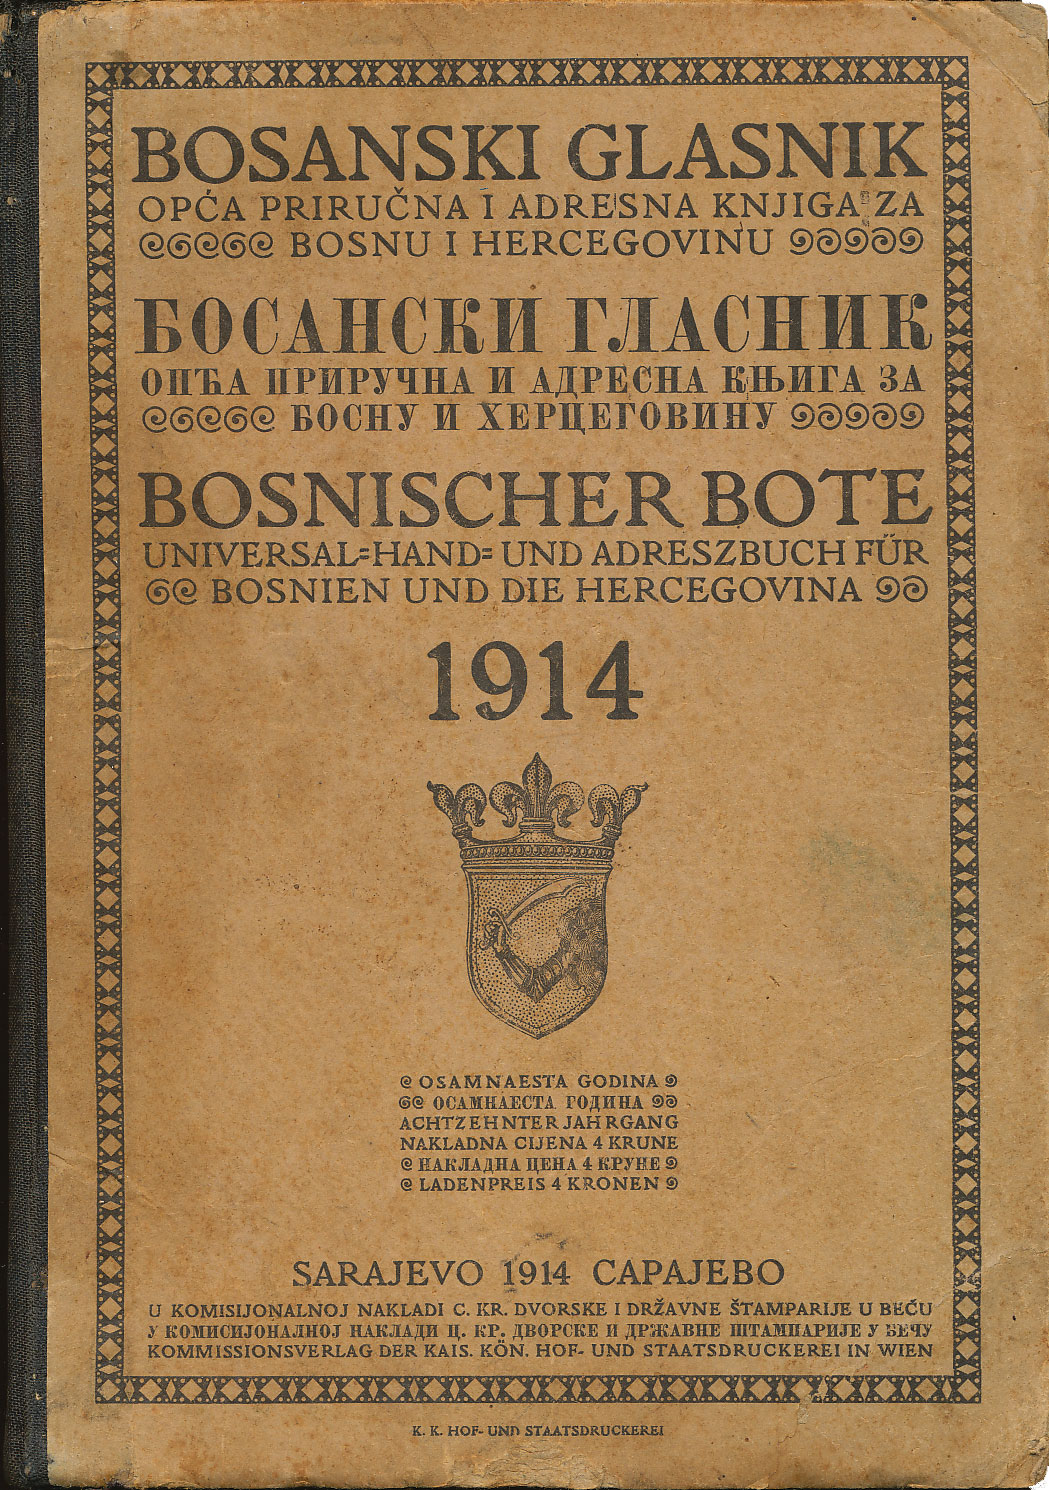 BOSANSKI GLASNIK
OPĆA PRIRUČNA I ADRESNA KNJIGA ZA
BOSNU I HERCEGOVINU
БОСАНСКИ ГЛАСНИК
ОПЋА ПРИРУЧНА И АДРЕСНА КЊИГА ЗА
БОСНУ И ХЕРЦЕГОВИНУ
BOSNISCHER BOTE
UNIVERSAL-HAND- UND ADRESZBUCH FÜR
BOSNIEN UND DIE HERCEGOVINA
1914
OSAMNAESTA GODINA
ОСАМНАЕСТА ГОДИНА
ACHTZEHNTER JAHRGANG
NAKLADNA CIJENA 4 KRUNE
НАКЛАДНА ЦЕНА 4 КРУНЕ
LADENPREIS 4 KRONEN
SARAJEVO 1914 САРАЈЕВО
U KOMISIJONALNOJ NAKLADI C. KR. DVORSKE I DRŽAVNE ŠTAMPARIJE U BEČU
У КОМИСИЈОНАЛНОЈ НАКЛАДИ Ц. КР. ДВОРСКЕ И ДРЖАВНЕ ШТАМПАРИЈЕ У БЕЧУ
KOMMISSIONSVERLAG DER KAIS. KÖN. HOF- UND STAATSDRUCKEREI IN WIEN
K. K. HOF- UND STAATSDRUCKEREI